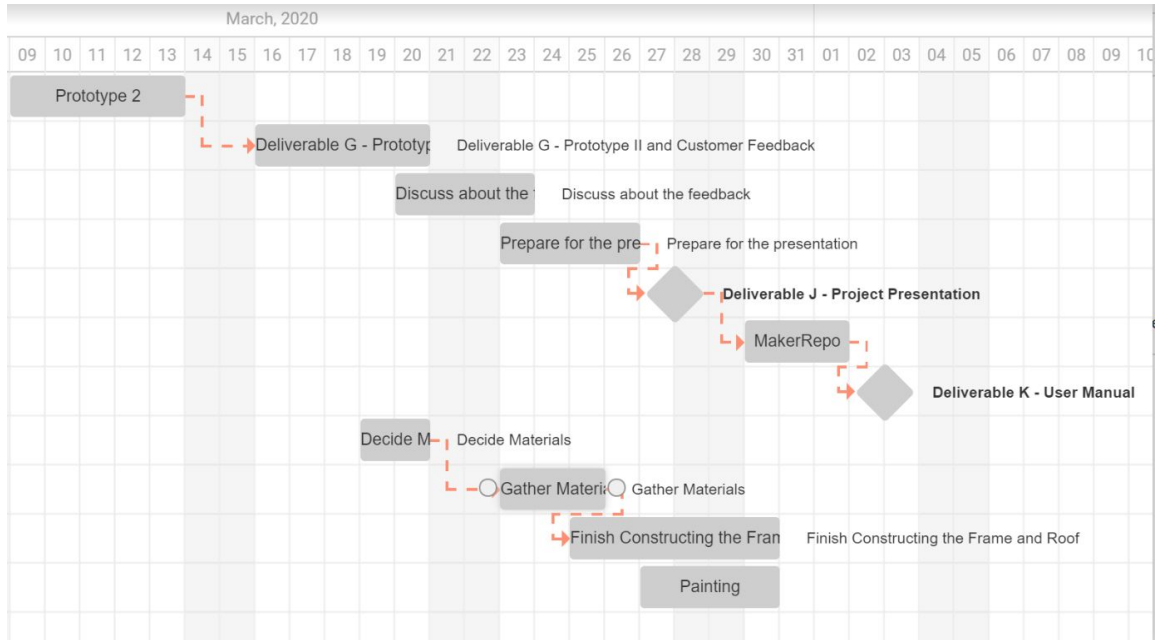 March, 2020
09 10 11 12 13 14 15 16 17 18 19 20 21 22 23 24 25 26 27 28 29 30 31 01 02 03 04 05 06 07 08 09 10
Prototype 2
Deliverable G - Prototyp Deliverable G - Prototype II and Customer Feedback
Discuss about the Discuss about the feedback
Prepare for the pre Prepare for the presentation
Deliverable J - Project Presentation
MakerRepo
Deliverable K - User Manual
Decide M Decide Materials
Gather Materia Gather Materials
Finish Constructing the Fran Finish Constructing the Frame and Roof
Painting